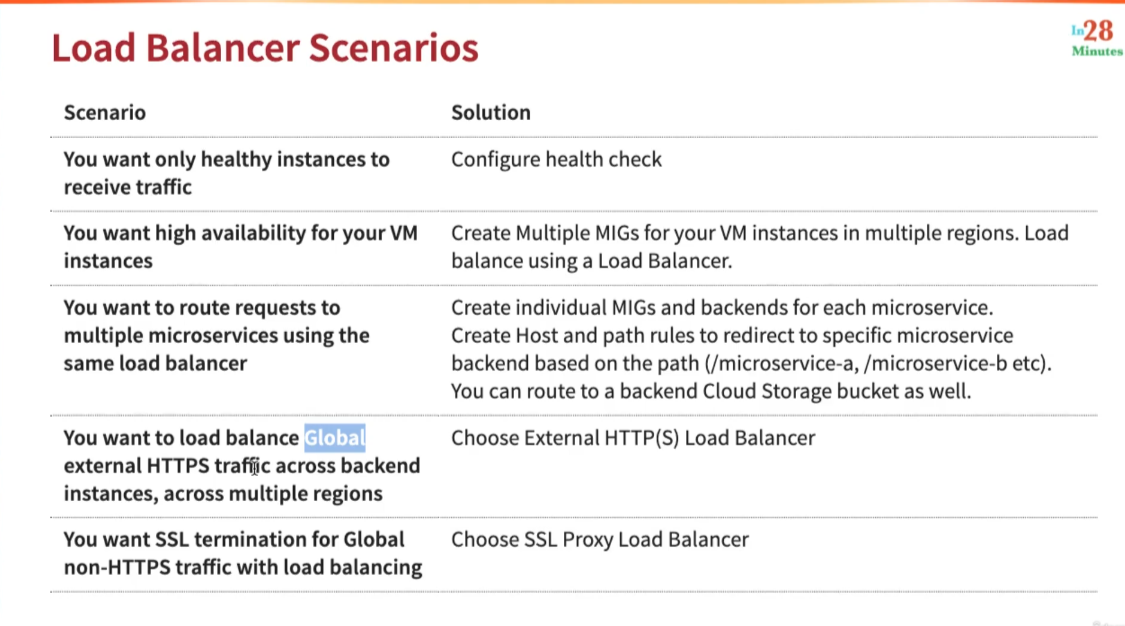 Load Balancer Scenarios
In28
Minutes
Scenario
Solution
You want only healthy instances to
receive traffic
Configure health check
You want high availability for your VM
instances
Create Multiple MIGs for your VM instances in multiple regions. Load
balance using a Load Balancer.
You want to route requests to
multiple microservices using the
same load balancer
Create individual MIGs and backends for each microservice.
Create Host and path rules to redirect to specific microservice
backend based on the path (/microservice-a, /microservice-b etc).
You can route to a backend Cloud Storage bucket as well.
You want to load balance Global
external HTTPS traffic across backend
instances, across multiple regions
Choose External HTTP(S) Load Balancer
You want SSL termination for Global
non-HTTPS traffic with load balancing
Choose SSL Proxy Load Balancer